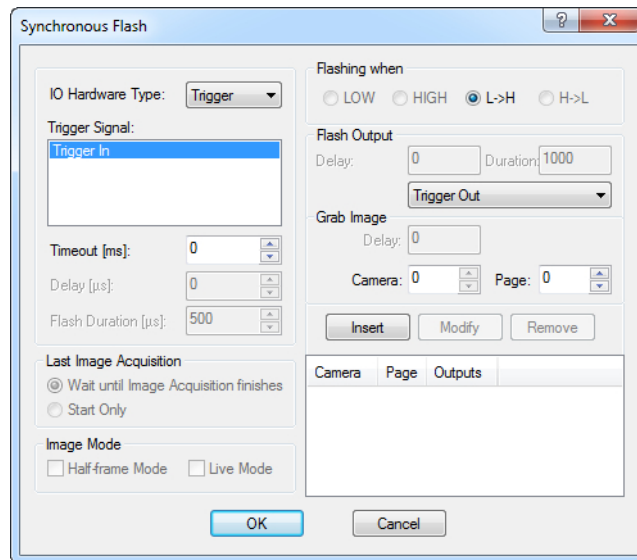 Synchronous Flash
IO Hardware Type: Trigger
Trigger Signal:
Trigger In
Timeout [ms]: 0
Delay [µs]: 0
Flash Duration [µs]: 500
Last Image Acquisition
Wait until Image Acquisition finishes
Start Only
Image Mode
Half-frame Mode Live Mode
Flashing when
LOW HIGH L->H H->L
Flash Output
Delay: 0 Duration: 1000
Trigger Out
Grab Image
Delay: 0
Camera: 0 Page: 0
Insert Modify Remove
Camera Page Outputs
OK Cancel